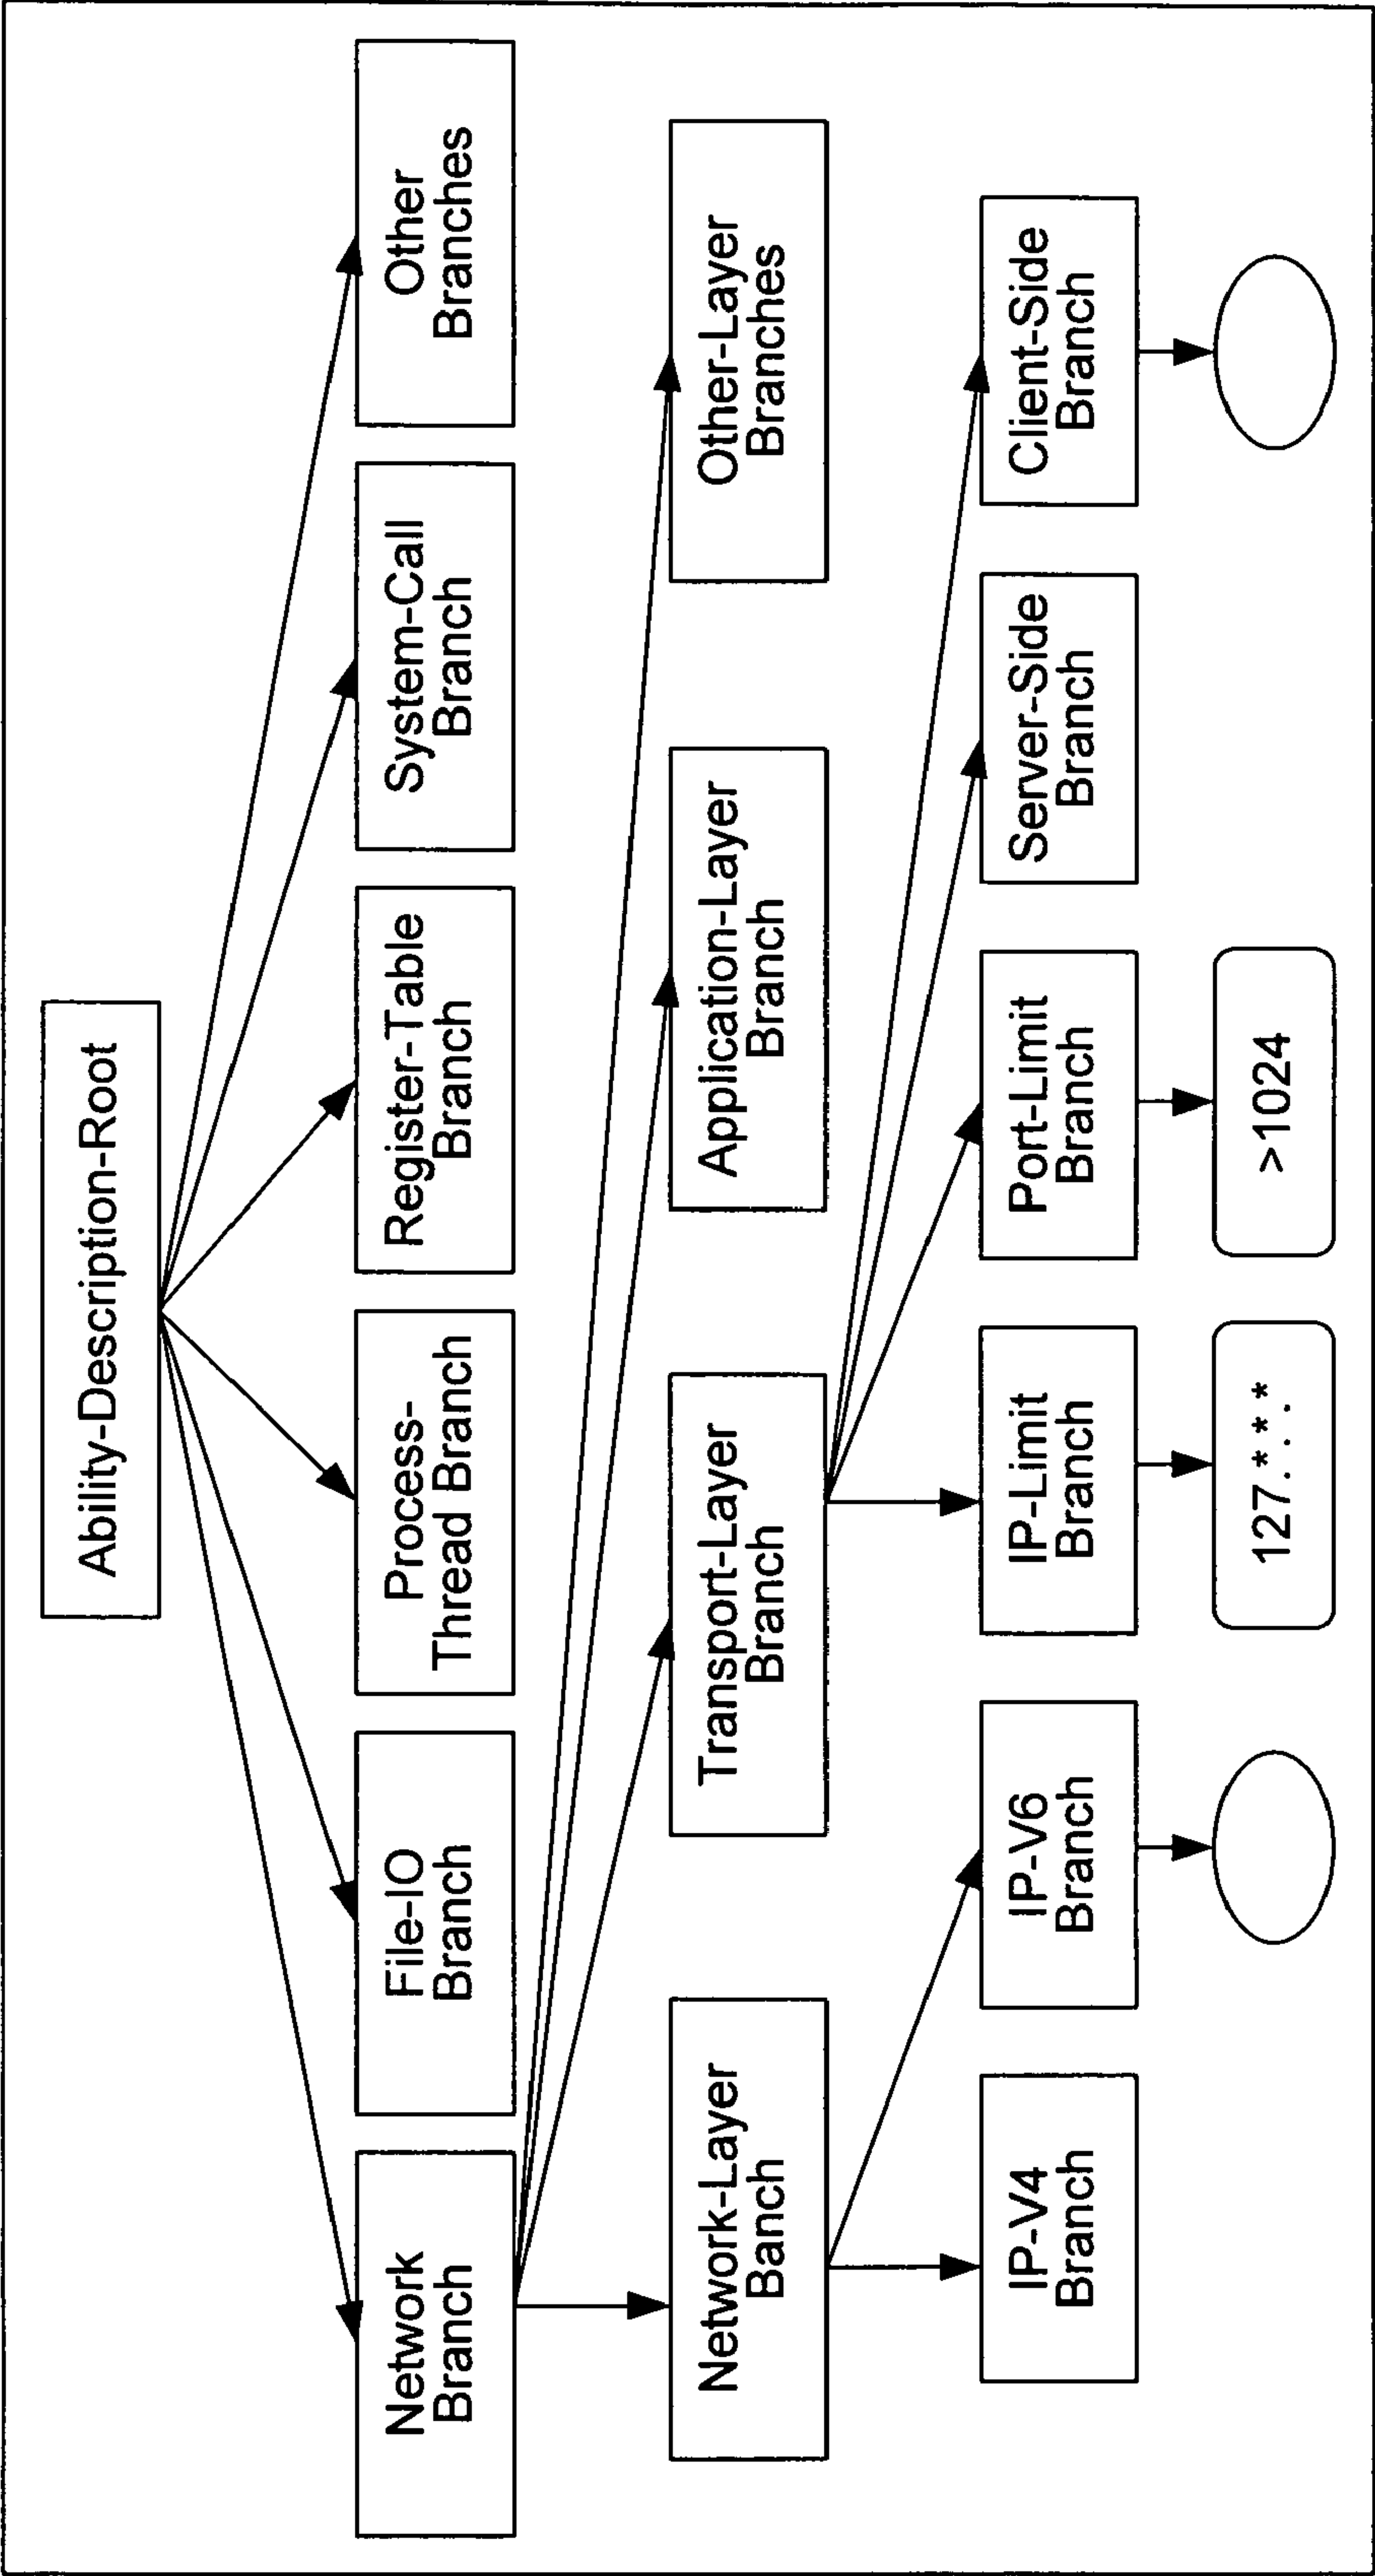 Ability-Description-Root
Network
Branch
File-IO
Branch
Process-
Thread Branch
Register-Table
Branch
System-Call
Branch
Other
Branches
Network-Layer
Banch
Transport-Layer
Branch
Application-Layer
Branch
Other-Layer
Branches
IP-V4
Branch
IP-V6
Branch
IP-Limit
Branch
Port-Limit
Branch
Server-Side
Branch
Client-Side
Branch
127.*.*.*
>1024